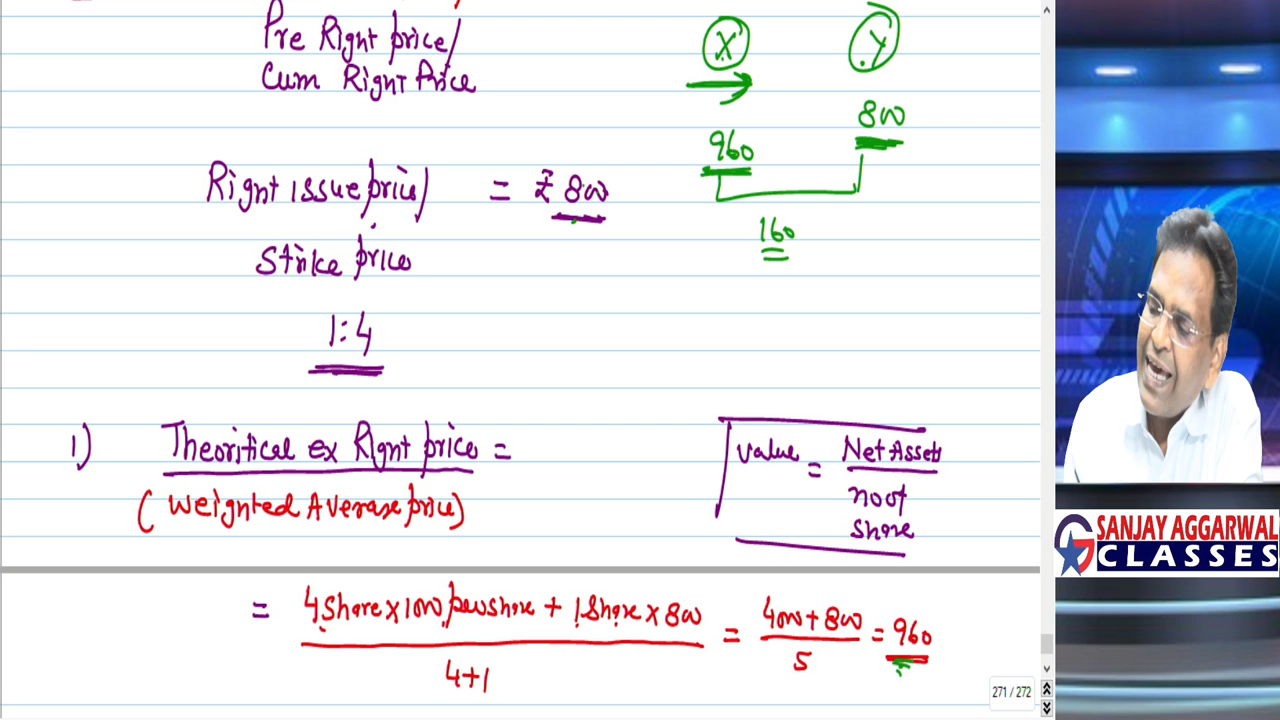 Pre Right price/
Cum Right Price
X
Y
960
800
160
Right issue price/ = ₹ 800
Strike price
1:4
1) Theoritical ex Right price =
(Weighted Average price)
Value = Net Assets
no of
share
= 4 Share × 1000 per share + 1 Share × 800 = 4000 + 800 = 960
4+1
5
271 / 272
SANJAY AGGARWAL
CLASSES